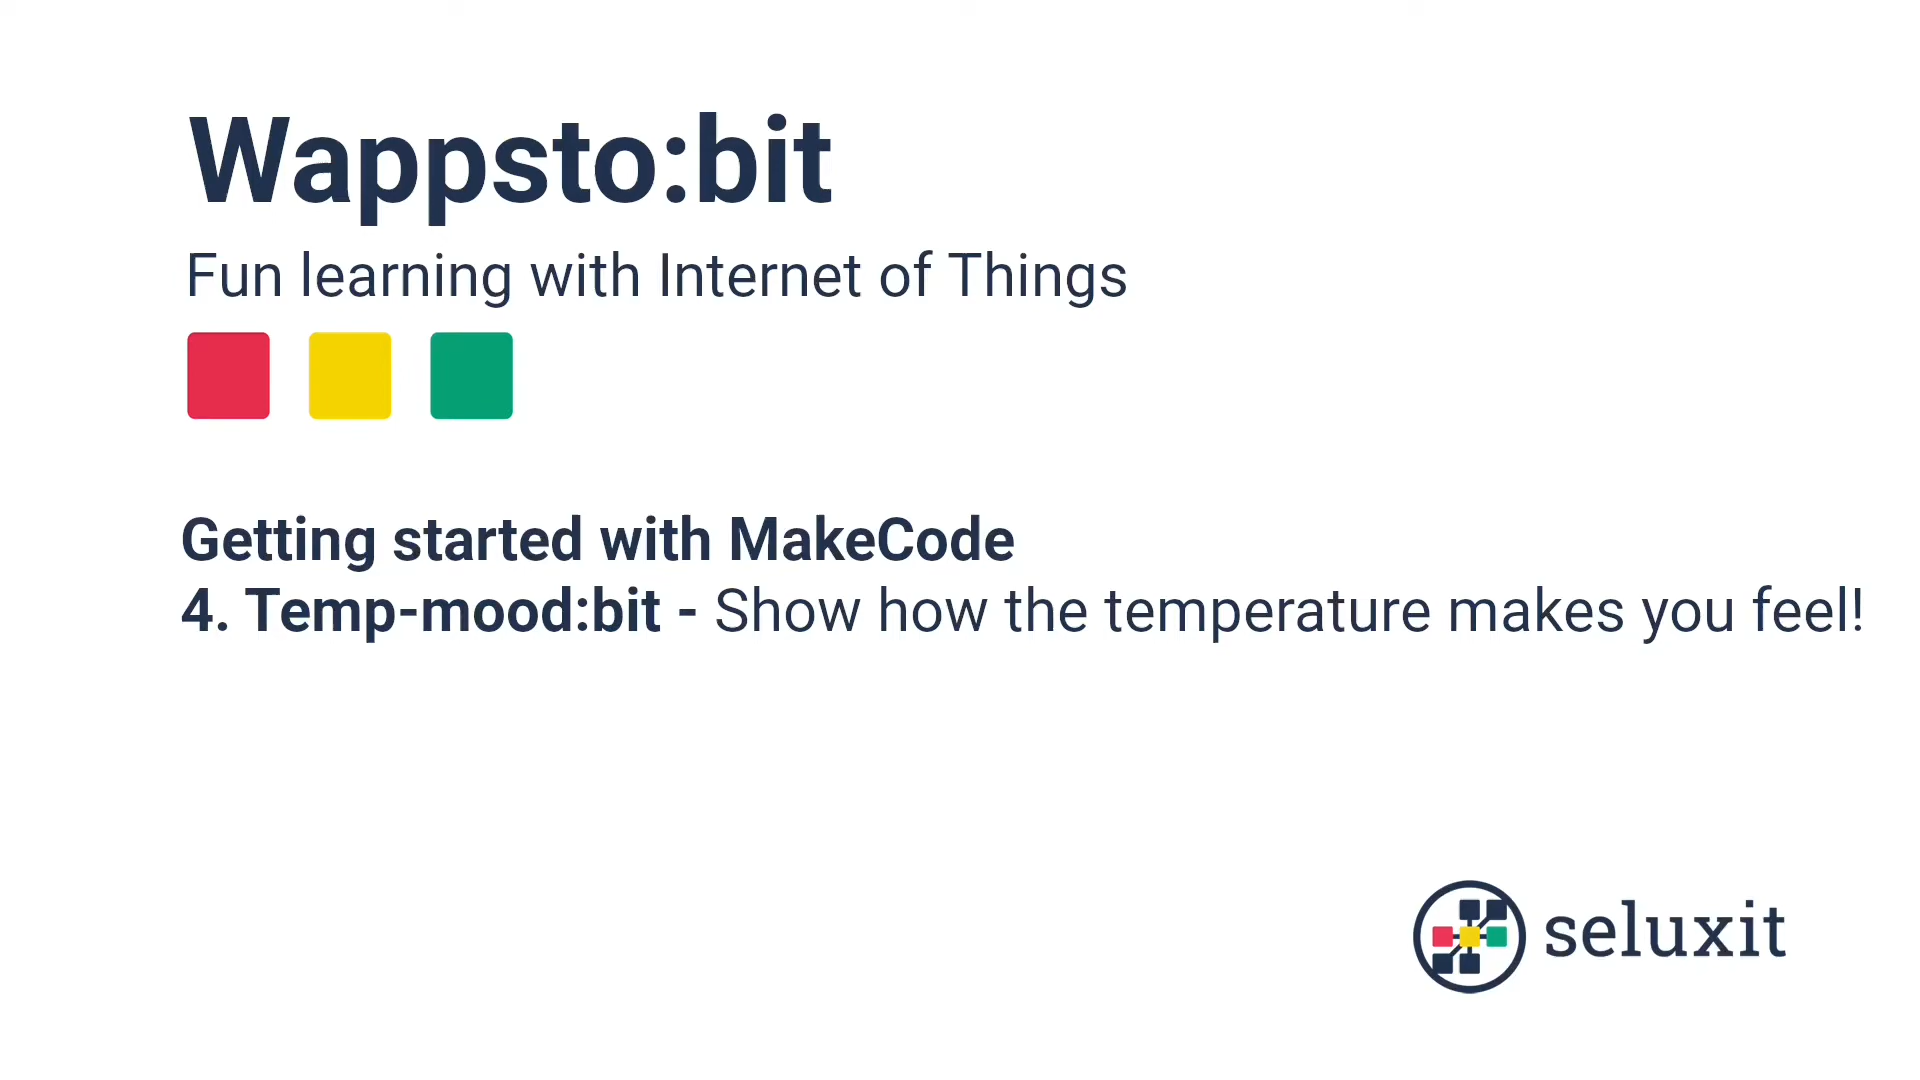 Wappsto:bit
Fun learning with Internet of Things
Getting started with MakeCode
4. Temp-mood:bit - Show how the temperature makes you feel!
seluxit